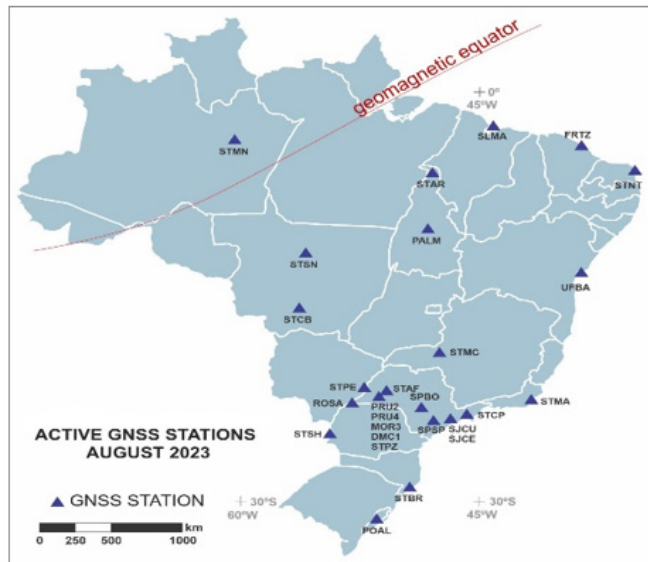 geomagnetic equator
0°
45°W
SLMA
FRTZ
STMN
STAR
STNT
PALM
STSN
UFBA
STCB
STMC
STPE
STAF
ROSA
SPBO
STMA
PRU2
PRU4
MOR3
DMC1
STPZ
STCP
SPSP
SJCU
SJCE
STSH
ACTIVE GNSS STATIONS
AUGUST 2023
GNSS STATION
STBR
30°S
60°W
30°S
45°W
POAL
km
0 250 500 1000